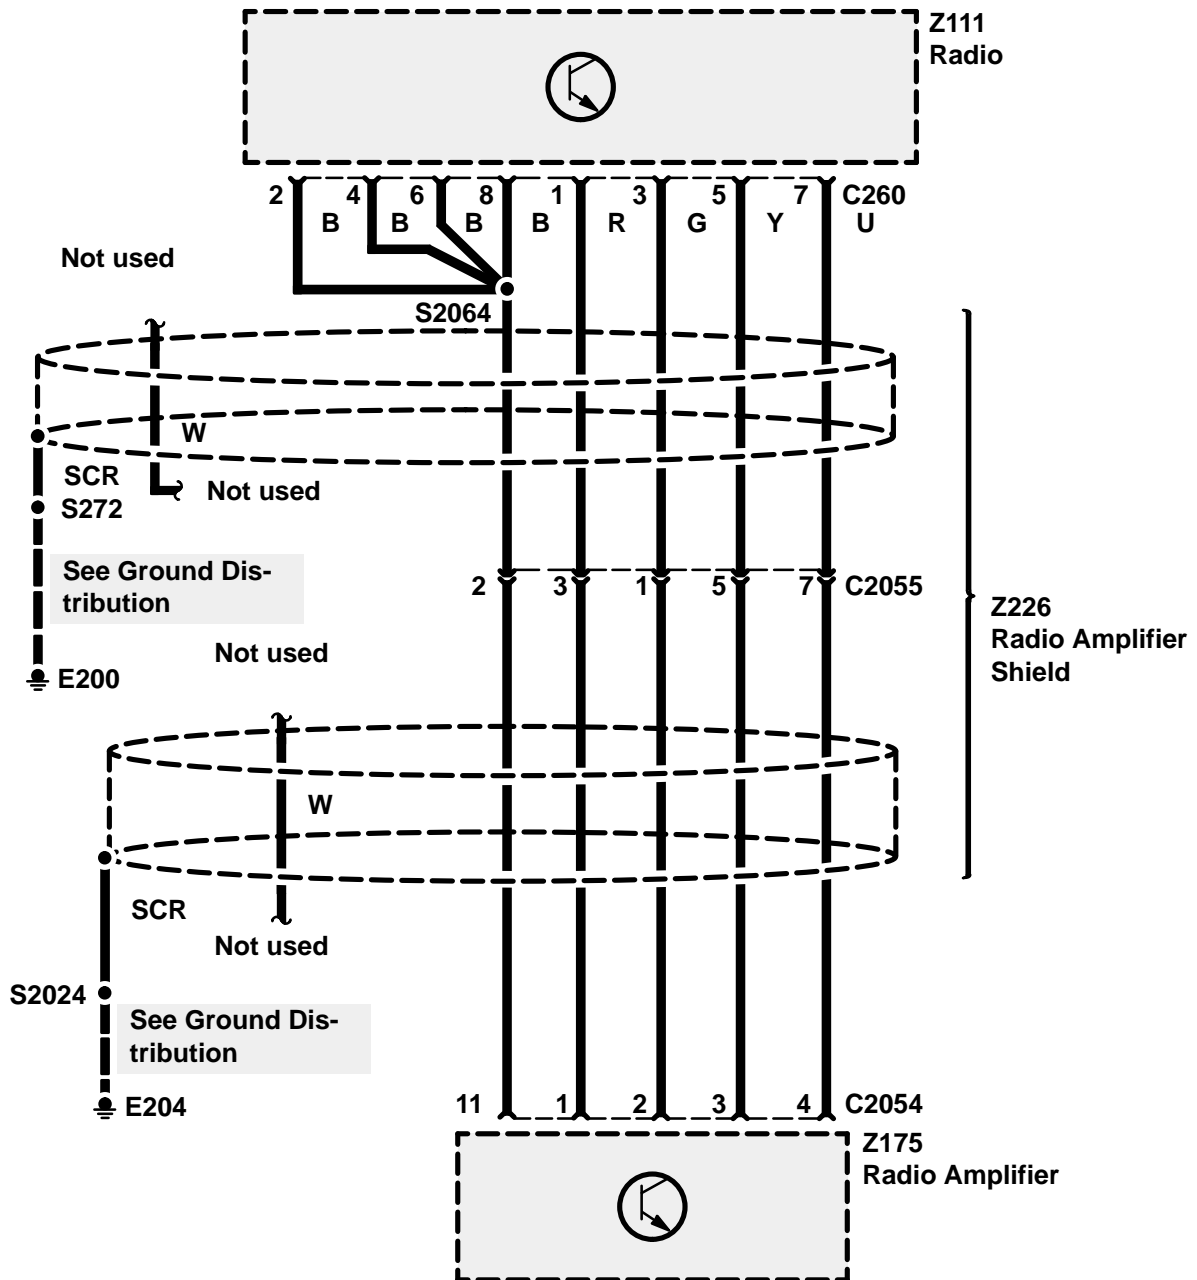 Z111
Radio
2 4 6 8 1 3 5 7 C260
B B B B R G Y U
Not used
S2064
W
SCR
Not used
S272
See Ground Dis-
tribution
2 3 1 5 7 C2055
Z226
Radio Amplifier
Shield
Not used
E200
W
SCR
Not used
S2024
See Ground Dis-
tribution
E204
11 1 2 3 4 C2054
Z175
Radio Amplifier